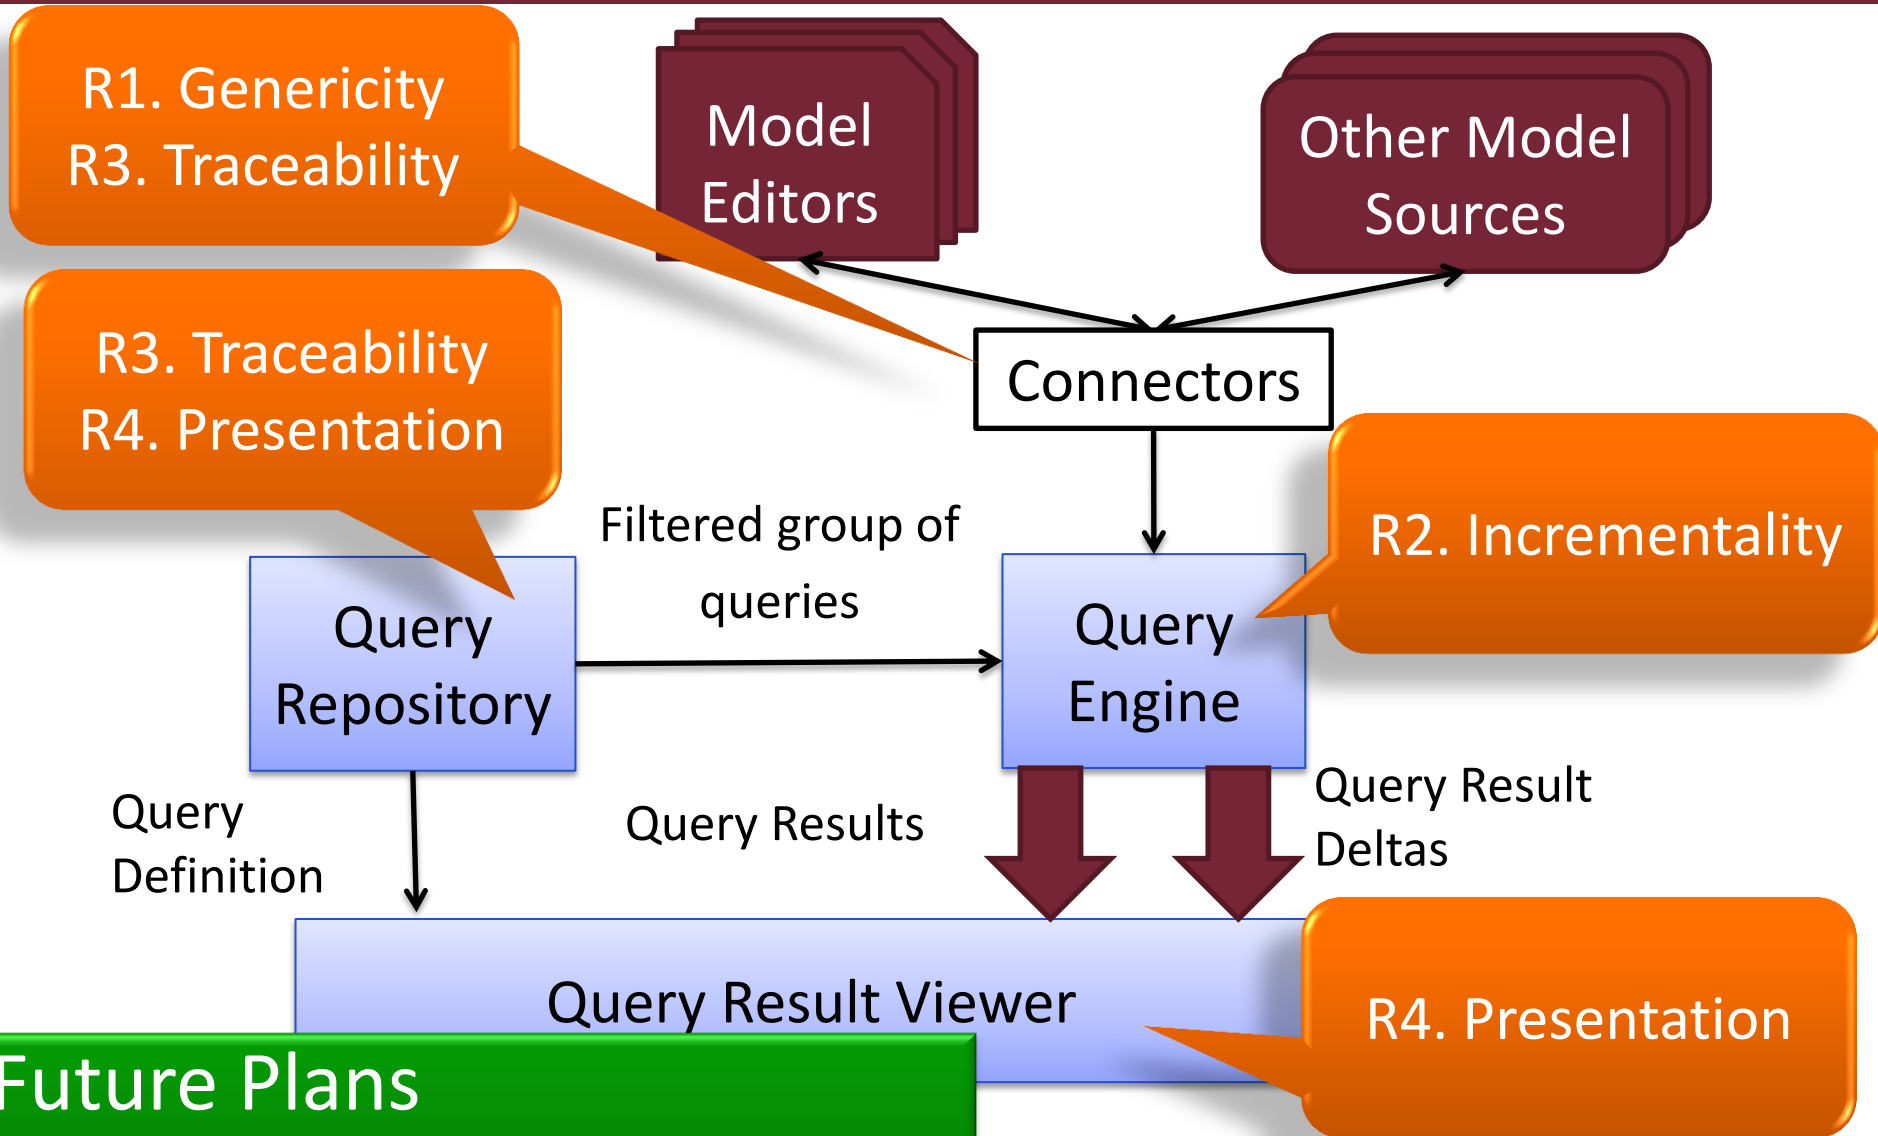 R1. Genericity
R3. Traceability
Model
Editors
Other Model
Sources
R3. Traceability
R4. Presentation
Connectors
Filtered group of
queries
R2. Incrementality
Query
Repository
Query
Engine
Query
Definition
Query Results
Query Result
Deltas
Query Result Viewer
R4. Presentation
Future Plans